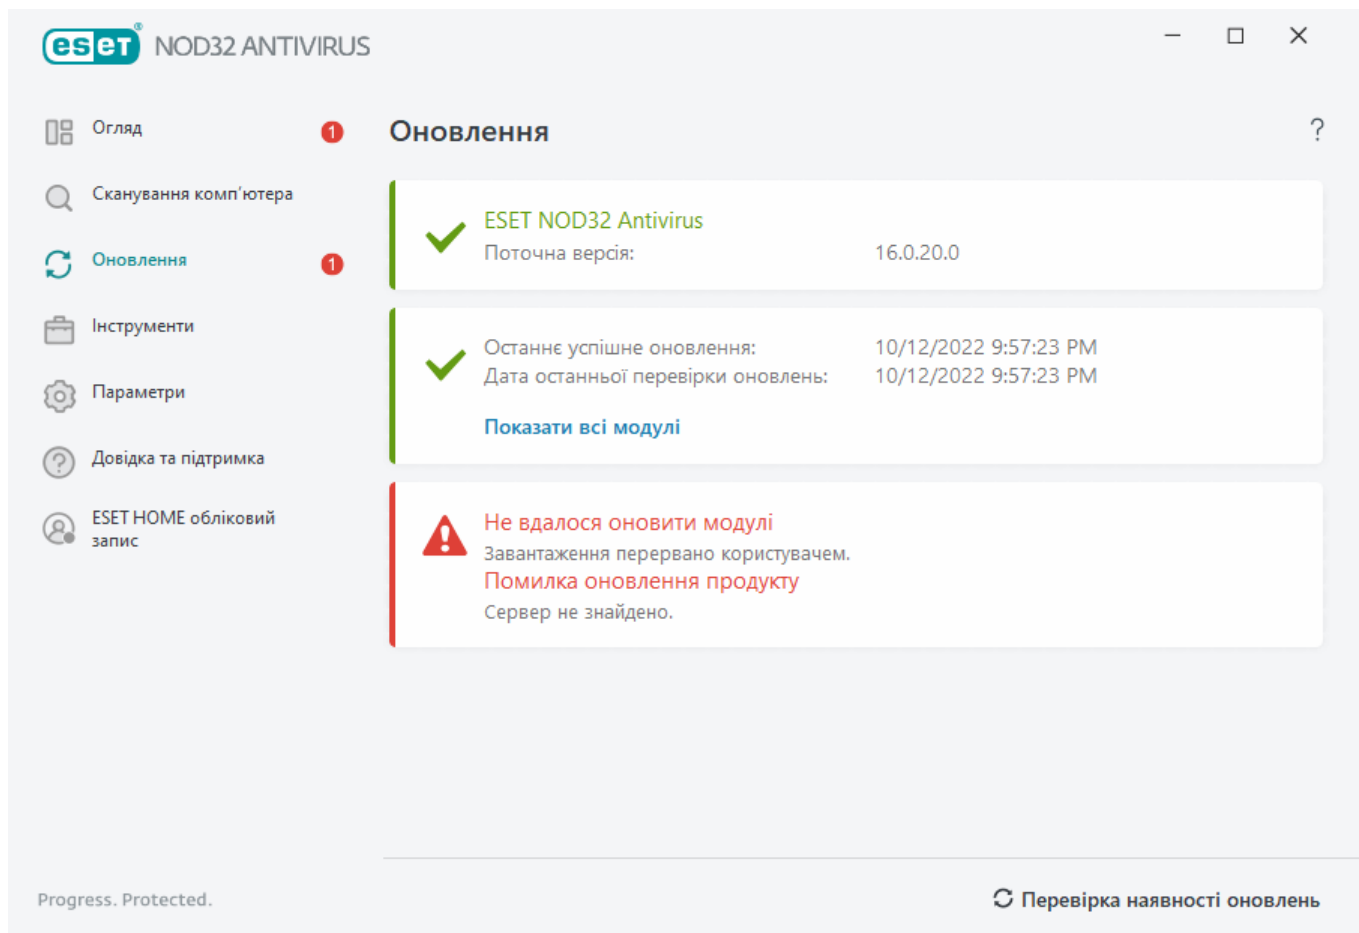 eset® NOD32 ANTIVIRUS
Огляд 1
Сканування комп'ютера
Оновлення 1
Інструменти
Параметри
Довідка та підтримка
ESET HOME обліковий
запис
Оновлення ?
ESET NOD32 Antivirus
Поточна версія: 16.0.20.0
Останнє успішне оновлення: 10/12/2022 9:57:23 PM
Дата останньої перевірки оновлень: 10/12/2022 9:57:23 PM
Показати всі модулі
Не вдалося оновити модулі
Завантаження перервано користувачем.
Помилка оновлення продукту
Сервер не знайдено.
Progress. Protected.
Перевірка наявності оновлень